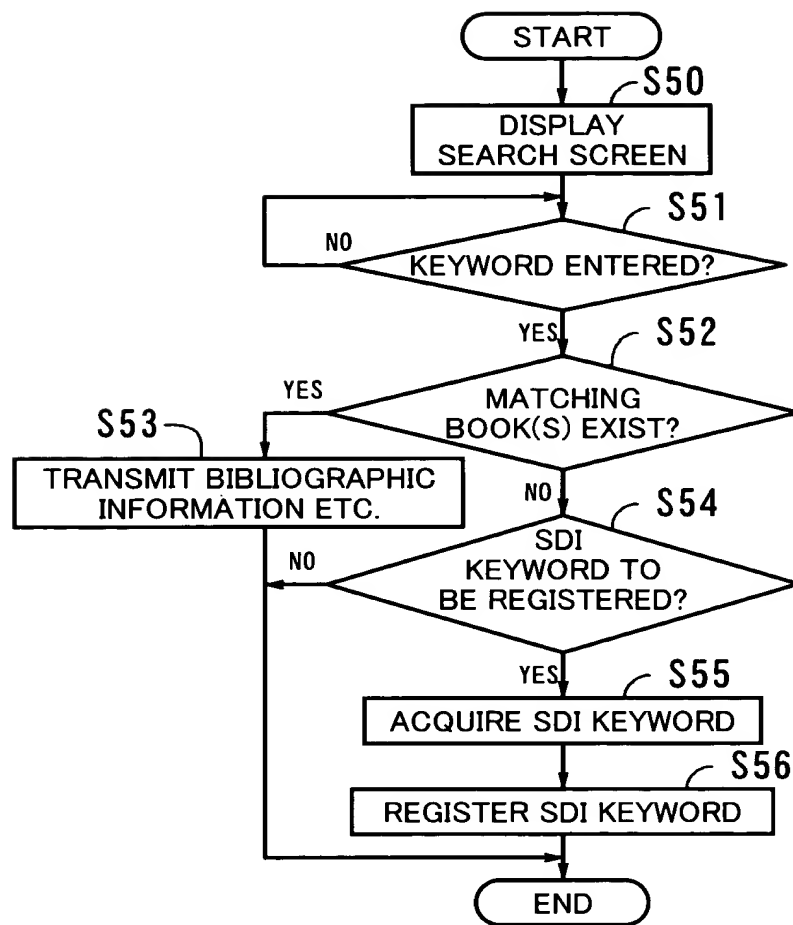 START
S50
DISPLAY
SEARCH SCREEN
S51
NO
KEYWORD ENTERED?
YES
S52
YES
MATCHING
BOOK(S) EXIST?
S53
TRANSMIT BIBLIOGRAPHIC
INFORMATION ETC.
NO
S54
NO
SDI
KEYWORD TO
BE REGISTERED?
YES
S55
ACQUIRE SDI KEYWORD
S56
REGISTER SDI KEYWORD
END